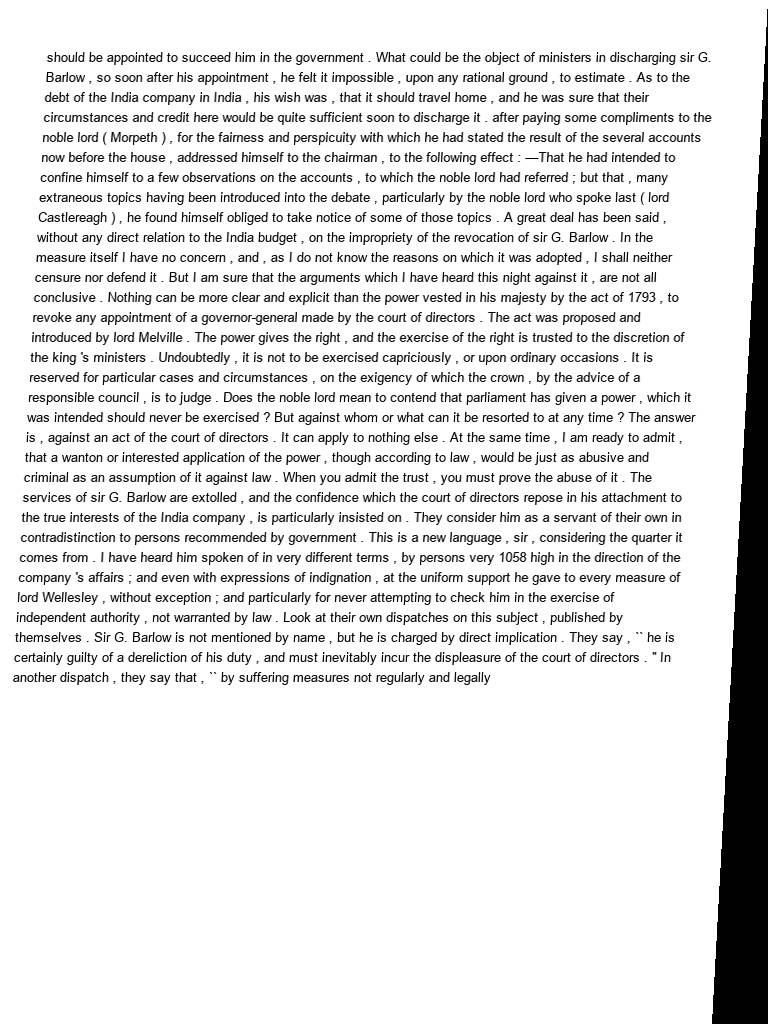 should be appointed to succeed him in the government . What could be the object of ministers in discharging sir G.
Barlow , so soon after his appointment , he felt it impossible , upon any rational ground , to estimate . As to the
debt of the India company in India , his wish was , that it should travel home , and he was sure that their
circumstances and credit here would be quite sufficient soon to discharge it . after paying some compliments to the
noble lord ( Morpeth ) , for the fairness and perspicuity with which he had stated the result of the several accounts
now before the house , addressed himself to the chairman , to the following effect : —That he had intended to
confine himself to a few observations on the accounts , to which the noble lord had referred ; but that , many
extraneous topics having been introduced into the debate , particularly by the noble lord who spoke last ( lord
Castlereagh ) , he found himself obliged to take notice of some of those topics . A great deal has been said ,
without any direct relation to the India budget , on the impropriety of the revocation of sir G. Barlow . In the
measure itself I have no concern , and , as I do not know the reasons on which it was adopted , I shall neither
censure nor defend it . But I am sure that the arguments which I have heard this night against it , are not all
conclusive . Nothing can be more clear and explicit than the power vested in his majesty by the act of 1793 , to
revoke any appointment of a governor-general made by the court of directors . The act was proposed and
introduced by lord Melville . The power gives the right , and the exercise of the right is trusted to the discretion of
the king 's ministers . Undoubtedly , it is not to be exercised capriciously , or upon ordinary occasions . It is
reserved for particular cases and circumstances , on the exigency of which the crown , by the advice of a
responsible council , is to judge . Does the noble lord mean to contend that parliament has given a power , which it
was intended should never be exercised ? But against whom or what can it be resorted to at any time ? The answer
is , against an act of the court of directors . It can apply to nothing else . At the same time , I am ready to admit ,
that a wanton or interested application of the power , though according to law , would be just as abusive and
criminal as an assumption of it against law . When you admit the trust , you must prove the abuse of it . The
services of sir G. Barlow are extolled , and the confidence which the court of directors repose in his attachment to
the true interests of the India company , is particularly insisted on . They consider him as a servant of their own in
contradistinction to persons recommended by government . This is a new language , sir , considering the quarter it
comes from . I have heard him spoken of in very different terms , by persons very 1058 high in the direction of the
company 's affairs ; and even with expressions of indignation , at the uniform support he gave to every measure of
lord Wellesley , without exception ; and particularly for never attempting to check him in the exercise of
independent authority , not warranted by law . Look at their own dispatches on this subject , published by
themselves . Sir G. Barlow is not mentioned by name , but he is charged by direct implication . They say , `` he is
certainly guilty of a dereliction of his duty , and must inevitably incur the displeasure of the court of directors . '' In
another dispatch , they say that , `` by suffering measures not regularly and legally